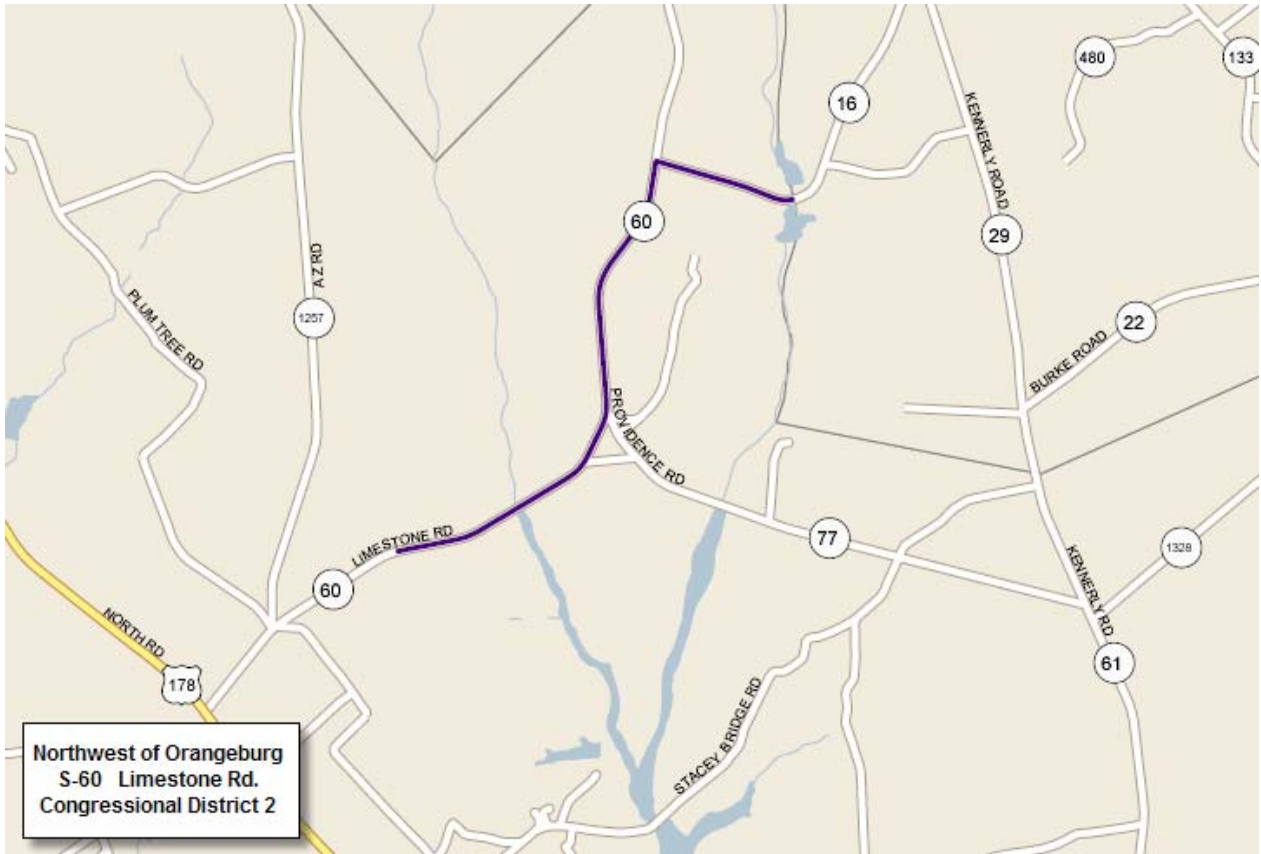 480
133
16
KENNERLY ROAD
60
29
AZ RD
1257
PLUM TREE RD
22
BURKE ROAD
PROVIDENCE RD
LIMESTONE RD
77
1328
60
KENNERLY RD
NORTH RD
61
178
STACEY BRIDGE RD
Northwest of Orangeburg
S-60 Limestone Rd.
Congressional District 2